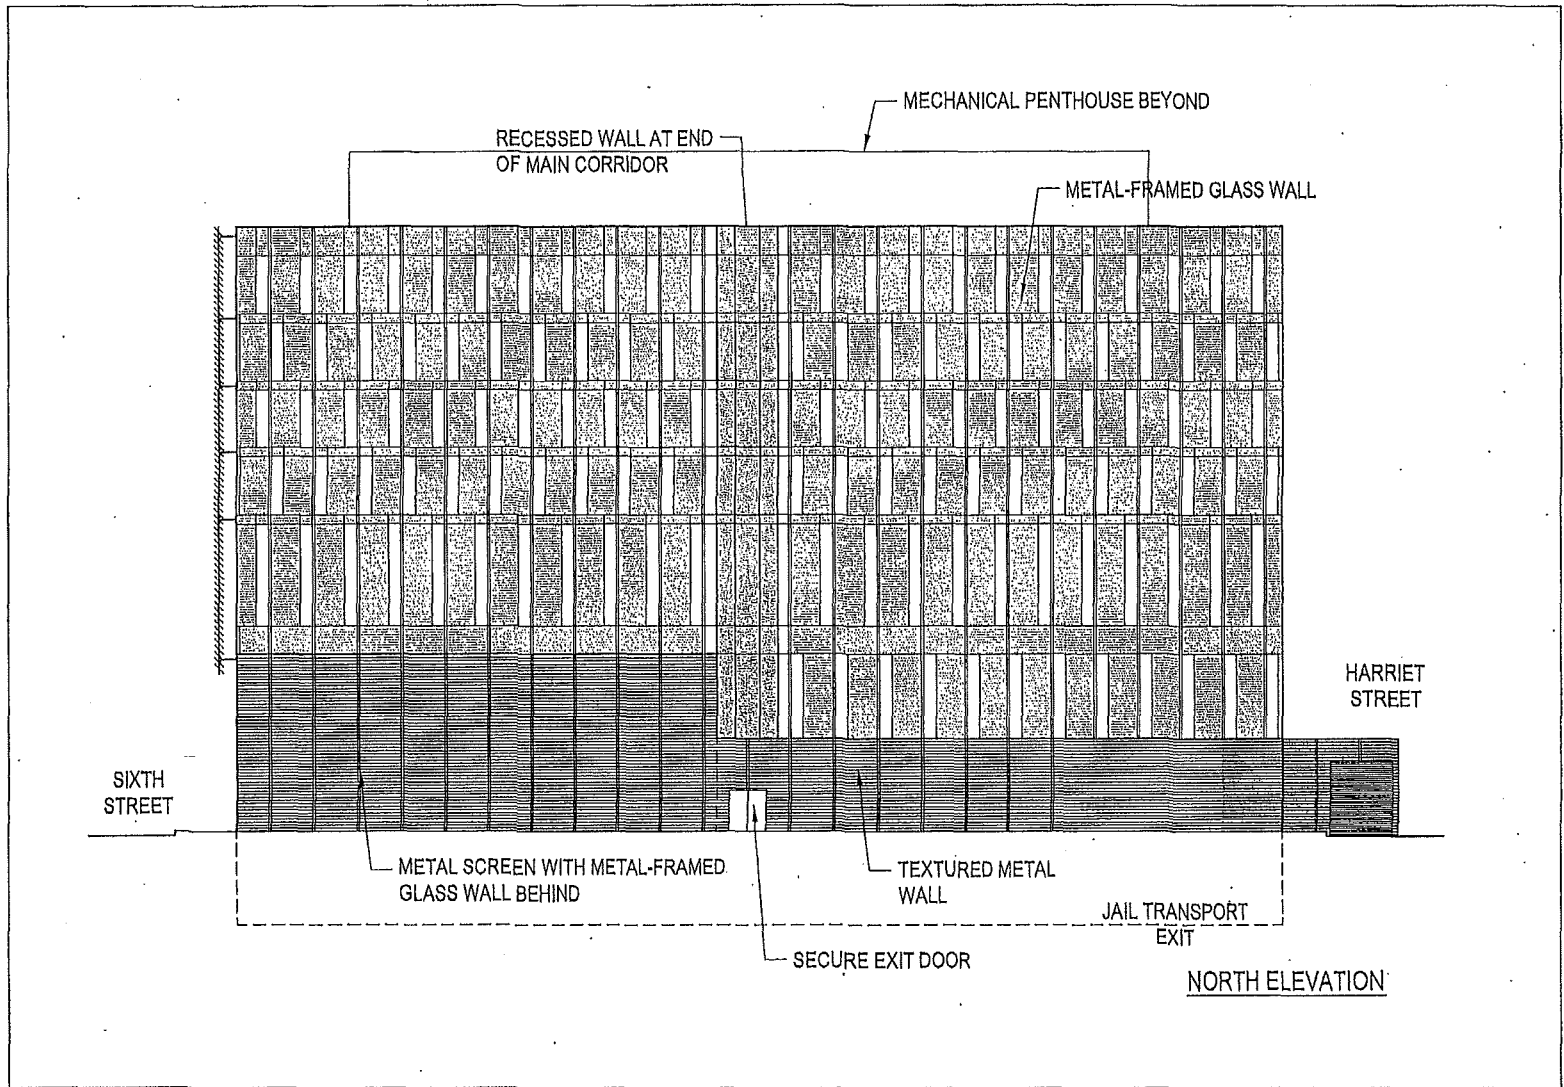 MECHANICAL PENTHOUSE BEYOND
RECESSED WALL AT END
OF MAIN CORRIDOR
METAL-FRAMED GLASS WALL
HARRIET
STREET
SIXTH
STREET
METAL SCREEN WITH METAL-FRAMED
GLASS WALL BEHIND
TEXTURED METAL
WALL
JAIL TRANSPORT
EXIT
SECURE EXIT DOOR
NORTH ELEVATION